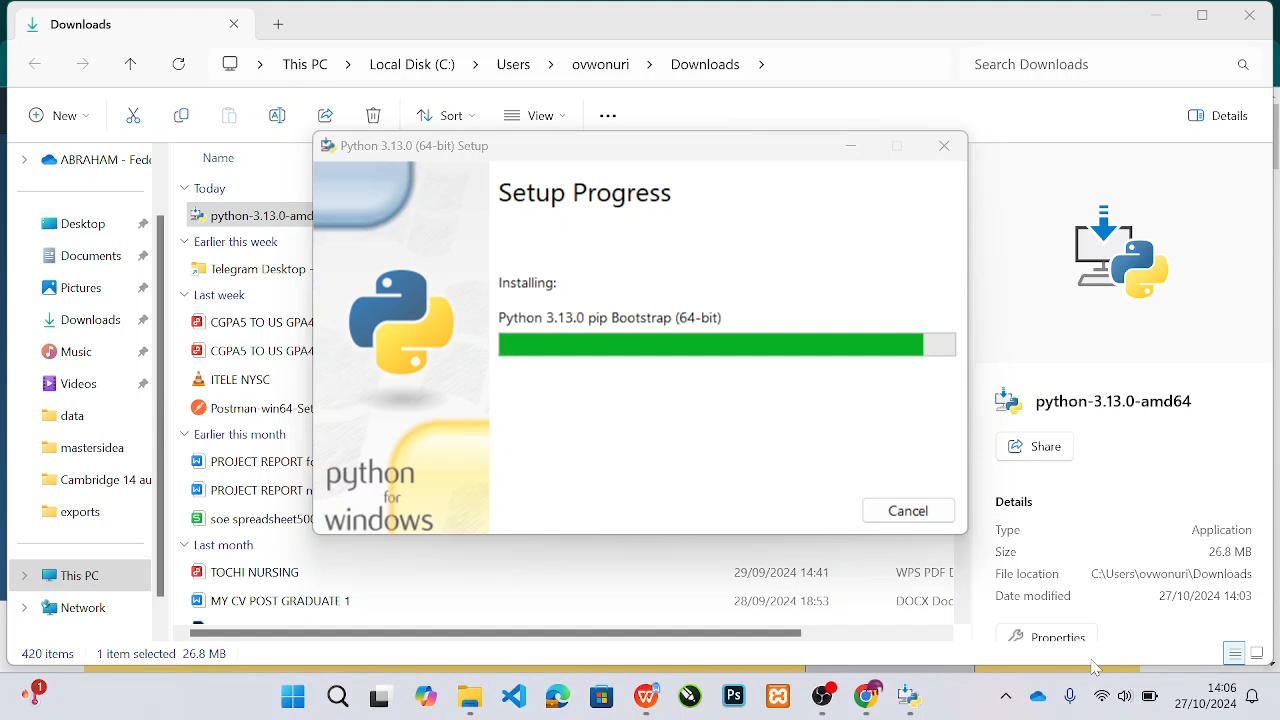 Downloads
This PC
Local Disk (C:)
Users
ovwonuri
Downloads
Search Downloads
New
Sort
View
Details
ABRAHAM - Fede
Desktop
Documents
Pictures
Downloads
Music
Videos
data
mastersidea
Cambridge 14 au
exports
This PC
Network
Name
Today
python-3.13.0-amd
Earlier this week
Telegram Desktop -
Last week
CGPA5 TO US GPA4
CGPA5 TO US GPA4
ITELE NYSC
Postman-win64-Set
Earlier this month
PROJECT REPORT fo
PROJECT REPORT n
soe spreadsheet500
Last month
TOCHI NURSING 29/09/2024 14:41 WPS PDF D
MY CV POST GRADUATE 1 28/09/2024 18:53 DOCX Doc
Python 3.13.0 (64-bit) Setup
Setup Progress
Installing:
Python 3.13.0 pip Bootstrap (64-bit)
python
for
windows
Cancel
python-3.13.0-amd64
Share
Details
Type Application
Size 26.8 MB
File location C:\Users\ovwonuri\Downloads
Date modified 27/10/2024 14:03
Properties
420 items 1 item selected 26.8 MB
1
Ps
14:06
27/10/2024